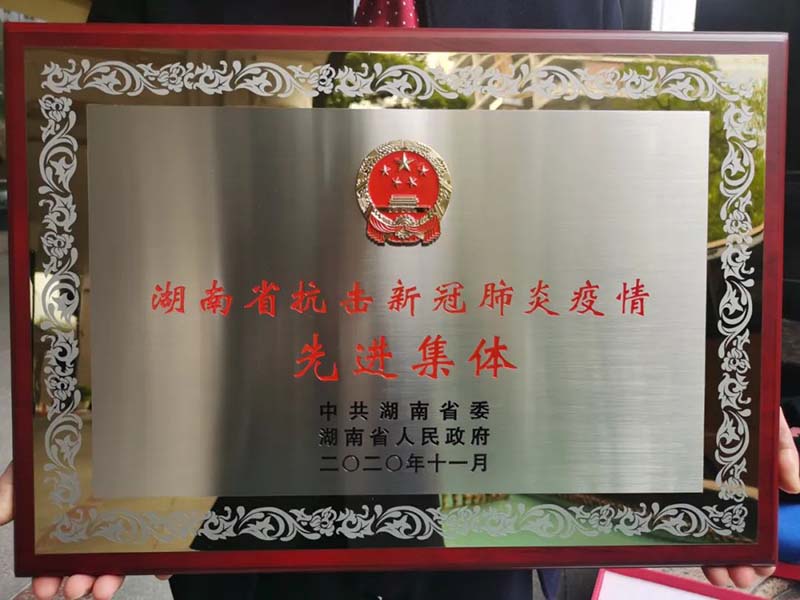 湖南省抗击新冠肺炎疫情
先进集体
中共湖南省委
湖南省人民政府
二〇二〇年十一月